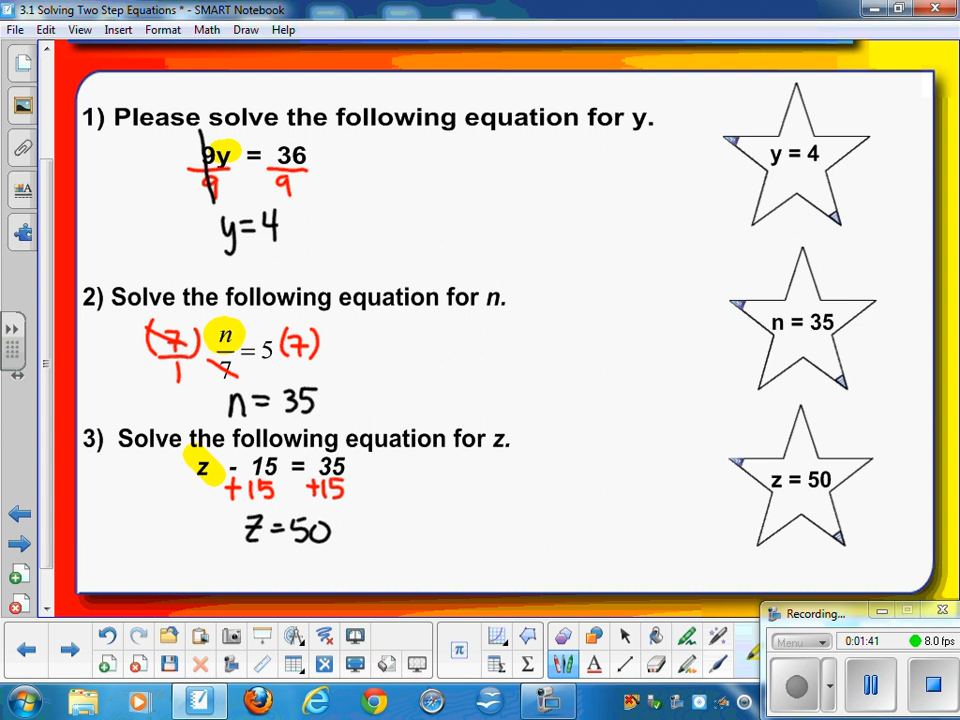 3.1 Solving Two Step Equations * - SMART Notebook
File Edit View Insert Format Math Draw Help
1) Please solve the following equation for y.
9y = 36
9 9
y = 4
y = 4
2) Solve the following equation for n.
(7/1) n/7 = 5 (7)
n = 35
n = 35
3) Solve the following equation for z.
z - 15 = 35
+15 +15
z = 50
z = 50
Recording...
Menu 0:01:41 8.0 fps